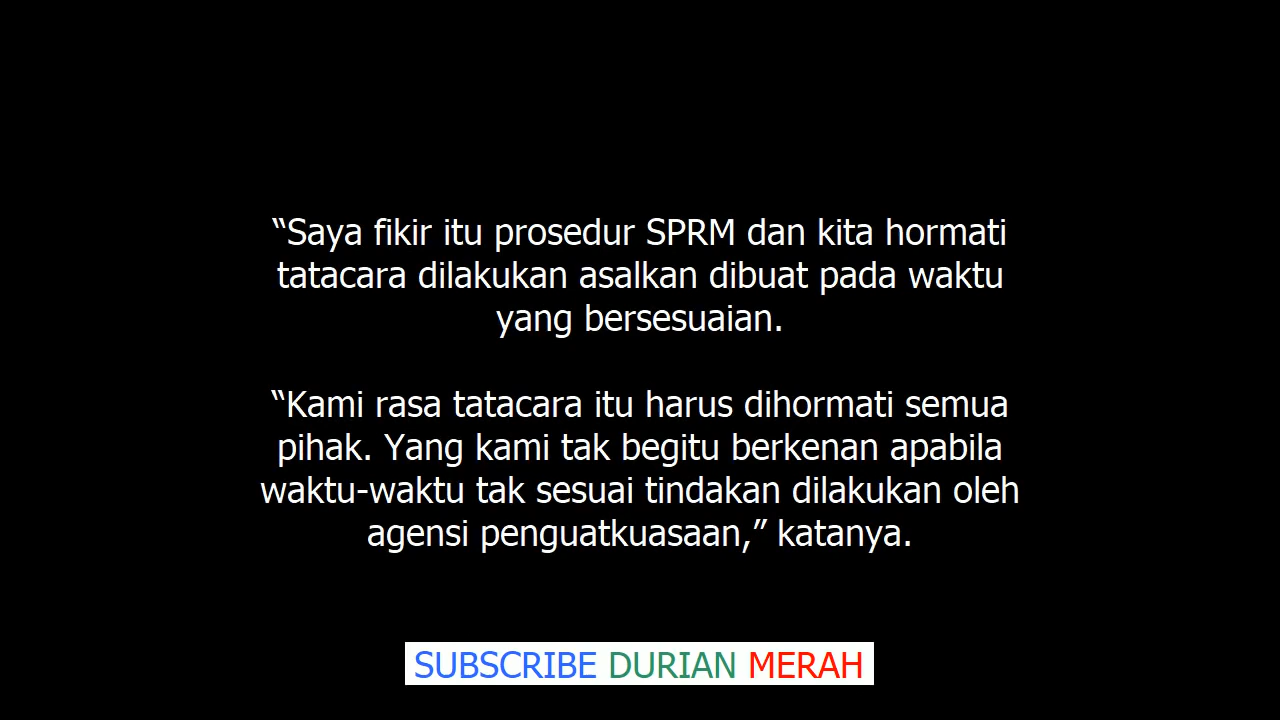 “Saya fikir itu prosedur SPRM dan kita hormati
tatacara dilakukan asalkan dibuat pada waktu
yang bersesuaian.
“Kami rasa tatacara itu harus dihormati semua
pihak. Yang kami tak begitu berkenan apabila
waktu-waktu tak sesuai tindakan dilakukan oleh
agensi penguatkuasaan,” katanya.
SUBSCRIBE DURIAN MERAH